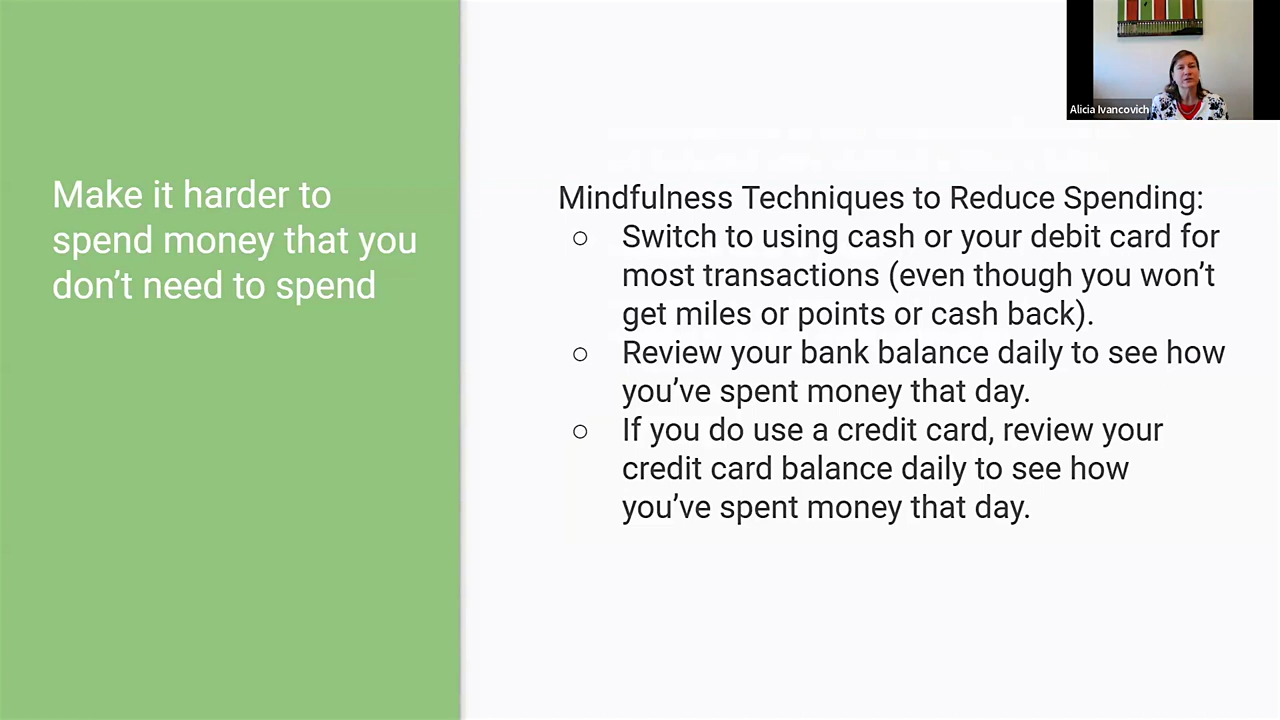 Alicia Ivancovich
Make it harder to
spend money that you
don’t need to spend
Mindfulness Techniques to Reduce Spending:
○ Switch to using cash or your debit card for
most transactions (even though you won’t
get miles or points or cash back).
○ Review your bank balance daily to see how
you’ve spent money that day.
○ If you do use a credit card, review your
credit card balance daily to see how
you’ve spent money that day.